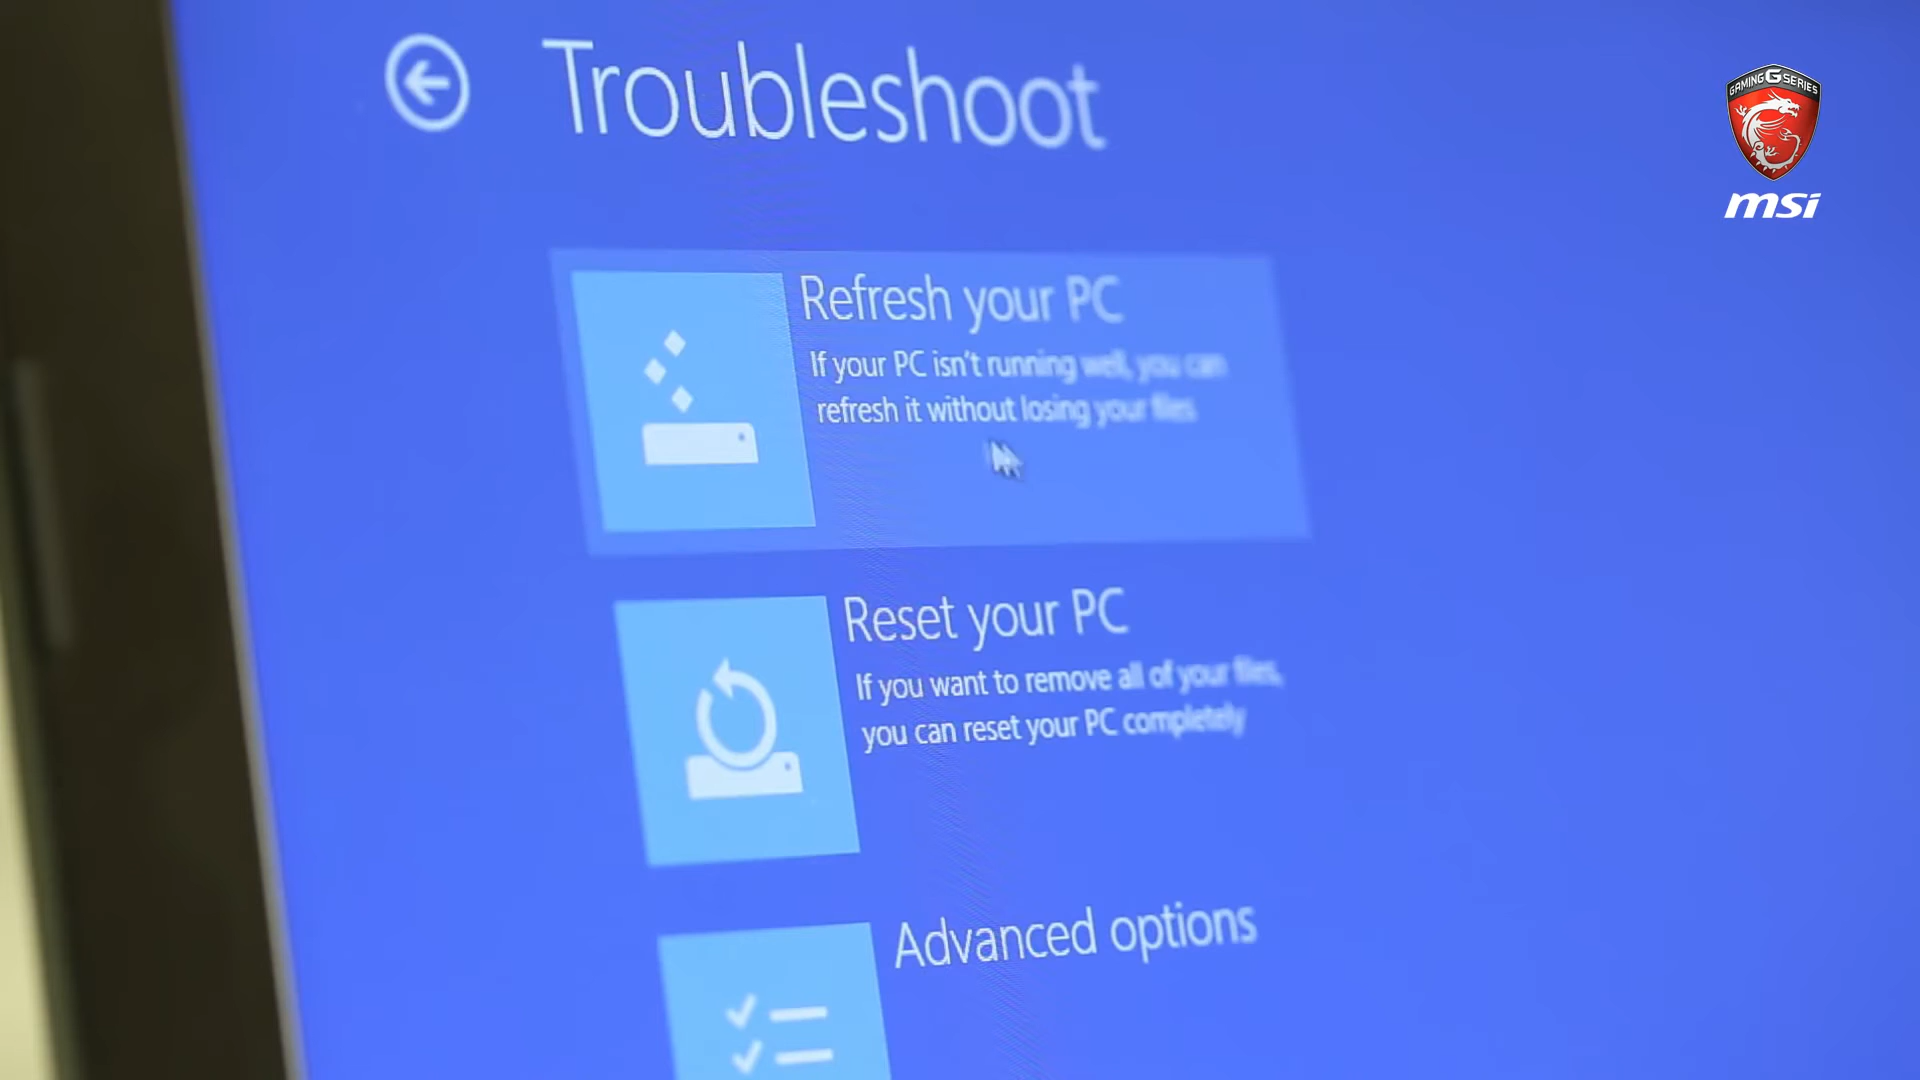 Troubleshoot
GAMING G SERIES
msi
Refresh your PC
If your PC isn't running well, you can
refresh it without losing your files
Reset your PC
If you want to remove all of your files,
you can reset your PC completely
Advanced options